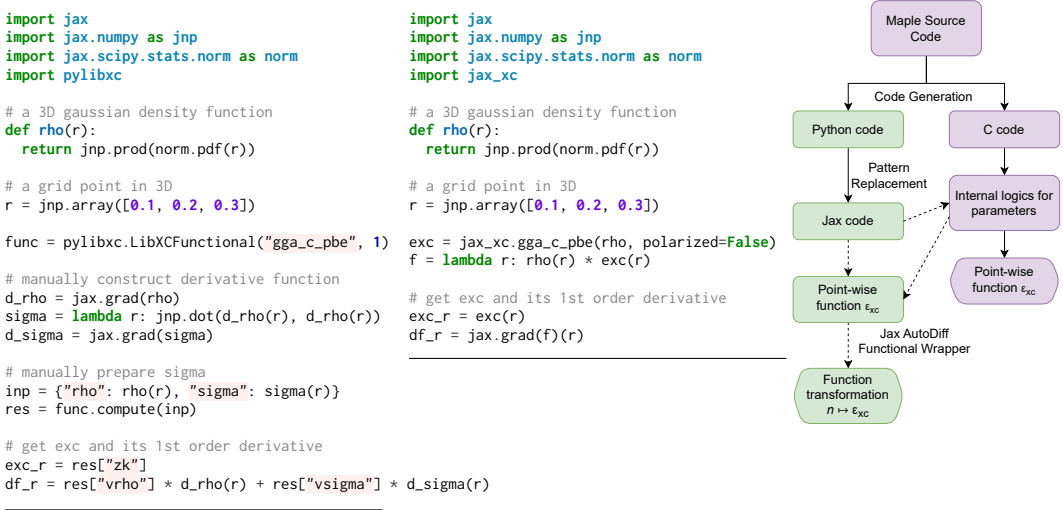 import jax
import jax.numpy as jnp
import jax.scipy.stats.norm as norm
import pylibxc
# a 3D gaussian density function
def rho(r):
return jnp.prod(norm.pdf(r))
# a grid point in 3D
r = jnp.array([0.1, 0.2, 0.3])
func = pylibxc.LibXCFunctional("gga_c_pbe", 1)
# manually construct derivative function
d_rho = jax.grad(rho)
sigma = lambda r: jnp.dot(d_rho(r), d_rho(r))
d_sigma = jax.grad(sigma)
# manually prepare sigma
inp = {"rho": rho(r), "sigma": sigma(r)}
res = func.compute(inp)
# get exc and its 1st order derivative
exc_r = res["zk"]
df_r = res["vrho"] * d_rho(r) + res["vsigma"] * d_sigma(r)
import jax
import jax.numpy as jnp
import jax.scipy.stats.norm as norm
import jax_xc
# a 3D gaussian density function
def rho(r):
return jnp.prod(norm.pdf(r))
# a grid point in 3D
r = jnp.array([0.1, 0.2, 0.3])
exc = jax_xc.gga_c_pbe(rho, polarized=False)
f = lambda r: rho(r) * exc(r)
# get exc and its 1st order derivative
exc_r = exc(r)
df_r = jax.grad(f)(r)
Maple Source
Code
Code Generation
Python code
C code
Pattern
Replacement
Internal logics for
parameters
Jax code
Point-wise
function εxc
Point-wise
function εxc
Jax AutoDiff
Functional Wrapper
Function
transformation
n ↦ εxc